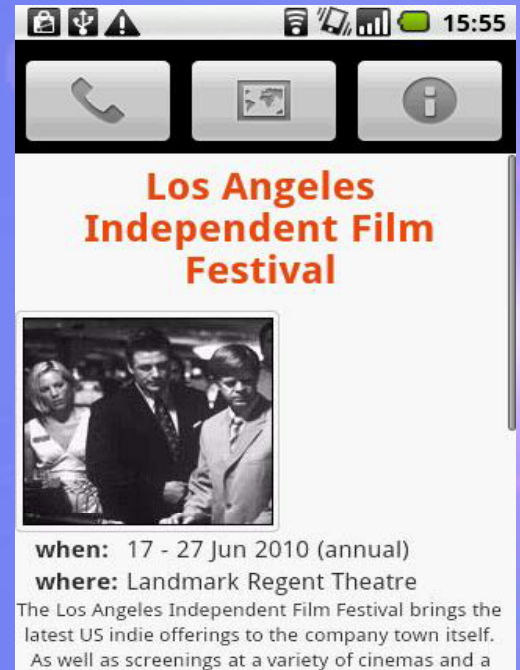 15:55
Los Angeles
Independent Film
Festival
when: 17 - 27 Jun 2010 (annual)
where: Landmark Regent Theatre
The Los Angeles Independent Film Festival brings the
latest US indie offerings to the company town itself.
As well as screenings at a variety of cinemas and a